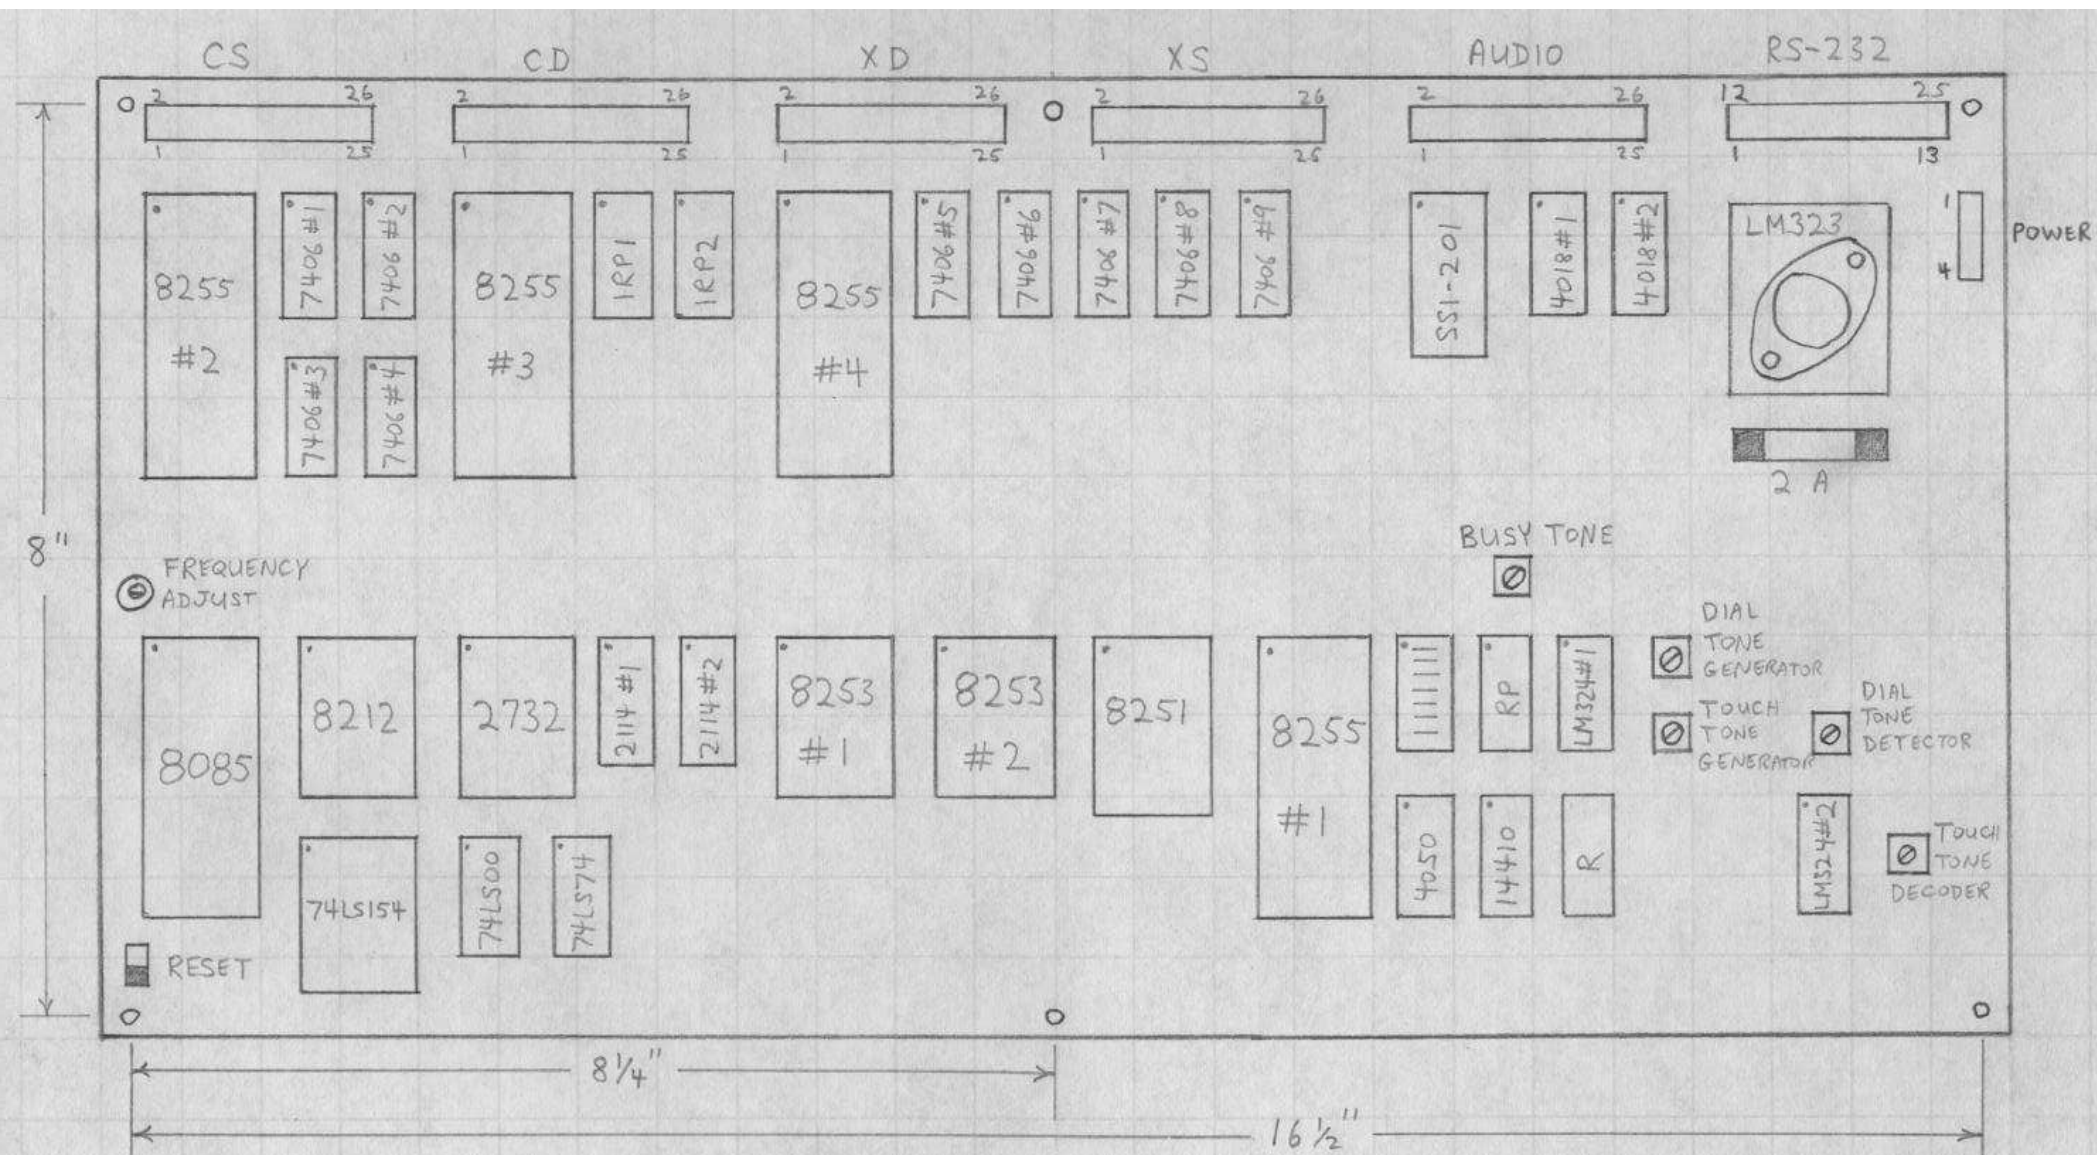 CS
CD
XD
XS
AUDIO
RS-232
2 26
2 26
2 26
2 26
2 26
12 25
1 25
1 25
1 25
1 25
1 25
1 13
8255
#2
7406 #1
7406 #2
7406 #3
7406 #4
8255
#3
IRP1
IRP2
8255
#4
7406 #5
7406 #6
7406 #7
7406 #8
7406 #9
SSI-201
4018 #1
4018 #2
LM323
1
4
POWER
2 A
8"
FREQUENCY
ADJUST
BUSY TONE
8085
8212
2732
2114 #1
2114 #2
8253
#1
8253
#2
8251
8255
#1
RP
LM324 #1
DIAL
TONE
GENERATOR
TOUCH
TONE
GENERATOR
DIAL
TONE
DETECTOR
74LS154
74LS00
74LS74
4050
14410
R
LM324 #2
TOUCH
TONE
DECODER
RESET
8 1/4"
16 1/2"